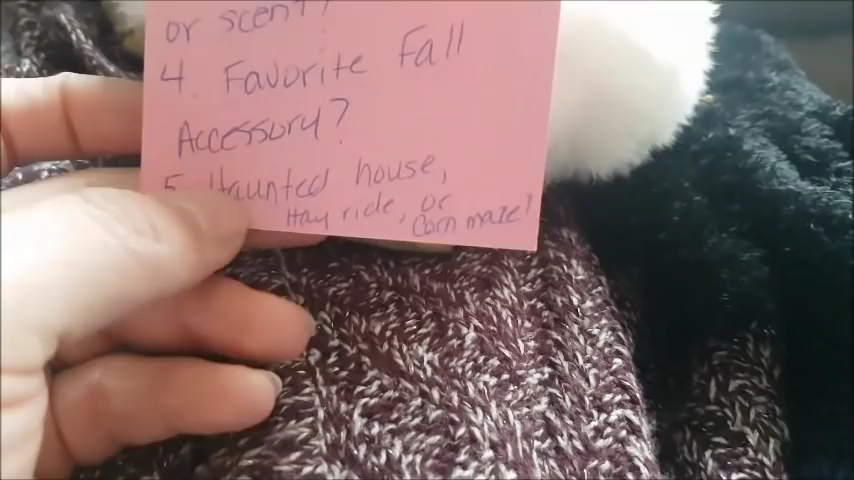 or scent?
4. Favorite Fall
Accessory?
5. Haunted house,
Hay ride, or
Corn maze?